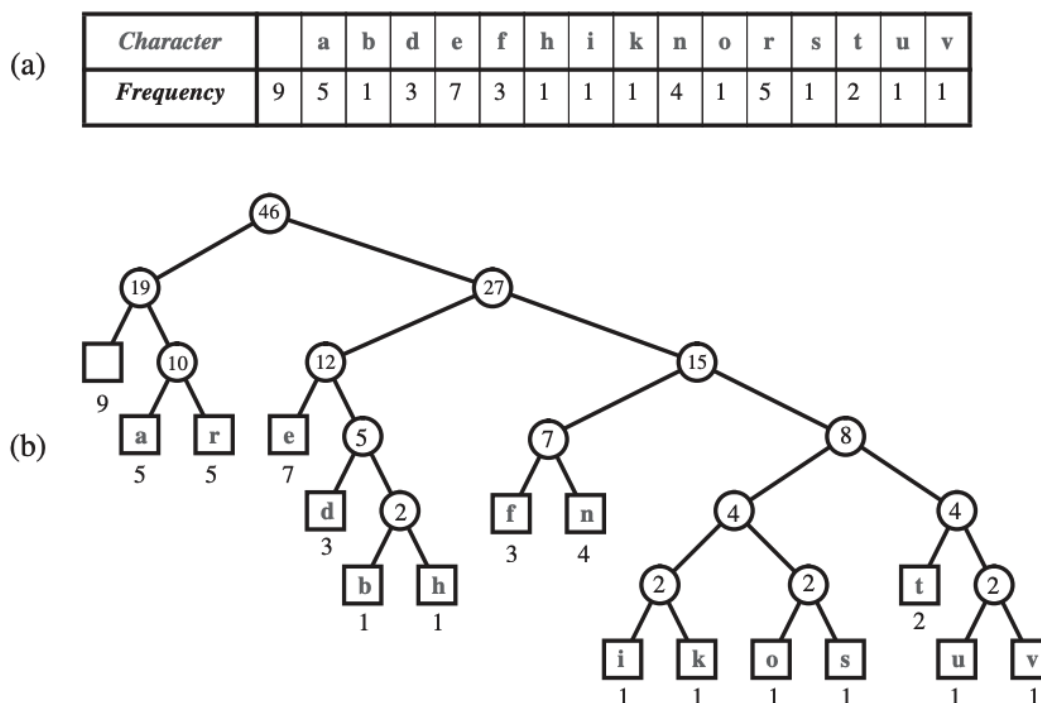 (a)
Character a b d e f h i k n o r s t u v
Frequency 9 5 1 3 7 3 1 1 1 4 1 5 1 2 1 1
(b)
46
19 27
10 12 15
9
a r e 5 7 8
5 5 7
d 2 f n 4 4
3 3 4
b h 2 2 t 2
1 1 2
i k o s u v
1 1 1 1 1 1